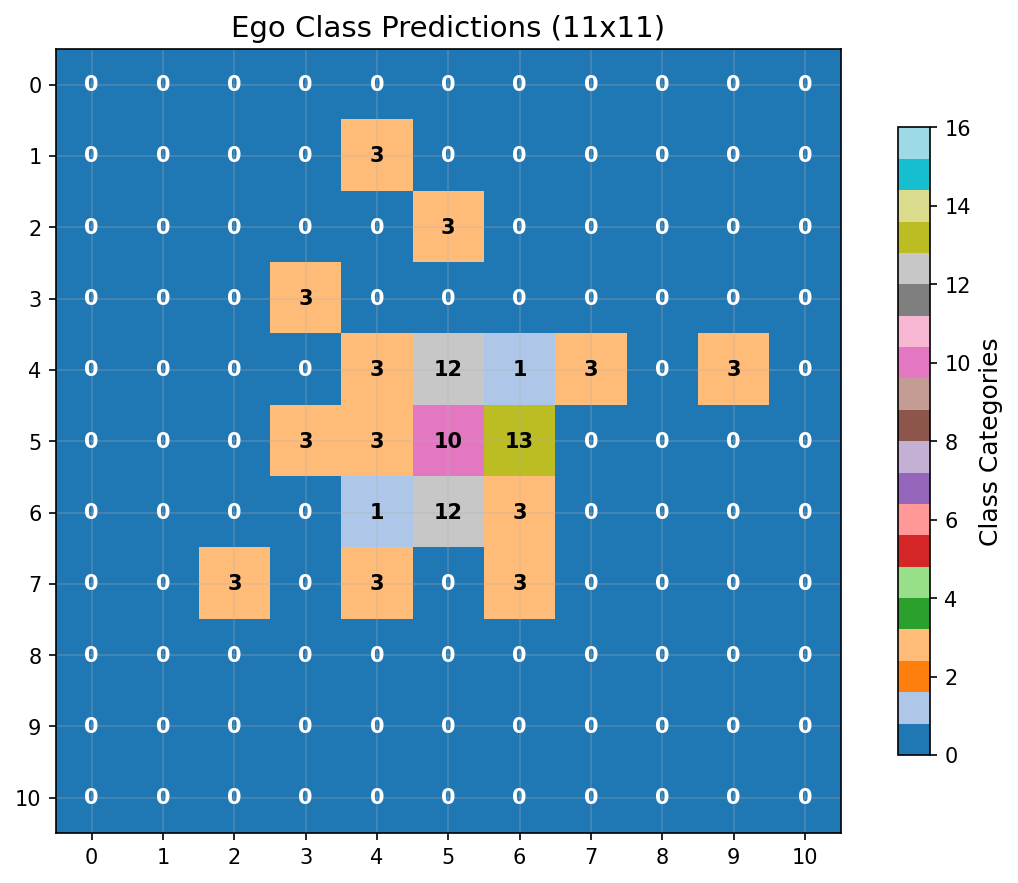 Ego Class Predictions (11x11)
0 0 0 0 0 0 0 0 0 0 0 0
1 0 0 0 0 3 0 0 0 0 0 0
2 0 0 0 0 0 3 0 0 0 0 0
3 0 0 0 3 0 0 0 0 0 0 0
4 0 0 0 0 3 12 1 3 0 3 0
5 0 0 0 3 3 10 13 0 0 0 0
6 0 0 0 0 1 12 3 0 0 0 0
7 0 0 3 0 3 0 3 0 0 0 0
8 0 0 0 0 0 0 0 0 0 0 0
9 0 0 0 0 0 0 0 0 0 0 0
10 0 0 0 0 0 0 0 0 0 0 0
0 1 2 3 4 5 6 7 8 9 10
16
14
12
10
8
6
4
2
0
Class Categories